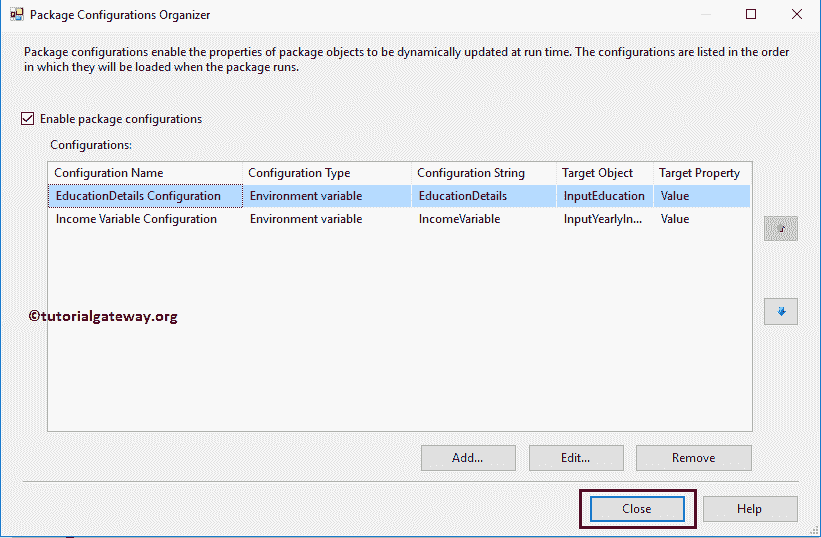 Package Configurations Organizer
Package configurations enable the properties of package objects to be dynamically updated at run time. The configurations are listed in the order
in which they will be loaded when the package runs.
Enable package configurations
Configurations:
Configuration Name Configuration Type Configuration String Target Object Target Property
EducationDetails Configuration Environment variable EducationDetails InputEducation Value
Income Variable Configuration Environment variable IncomeVariable InputYearlyIn... Value
©tutorialgateway.org
Add... Edit... Remove
Close Help